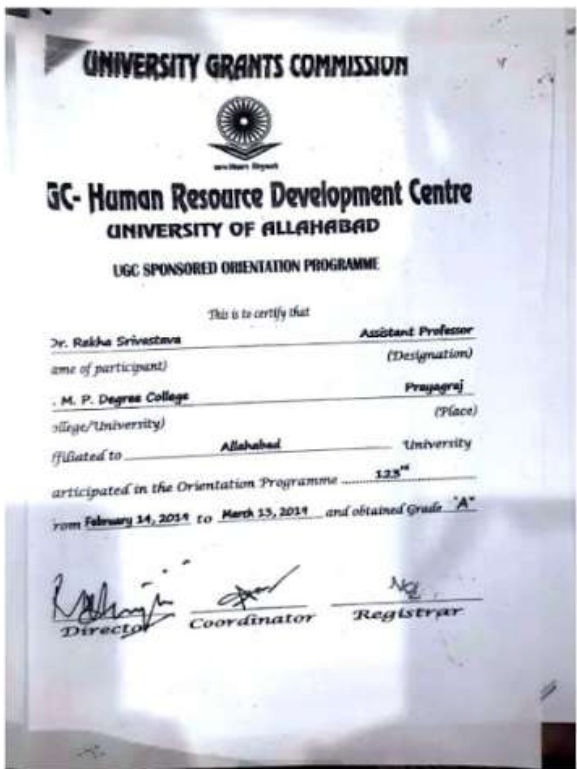 UNIVERSITY GRANTS COMMISSION
GC- Human Resource Development Centre
UNIVERSITY OF ALLAHABAD
UGC SPONSORED ORIENTATION PROGRAMME
This is to certify that
Dr. Rekha Srivastava Assistant Professor
ame of participant) (Designation)
. M. P. Degree College Prayagraj
ollege/University) (Place)
ffiliated to Allahabad University
articipated in the Orientation Programme 123rd
rom February 14, 2019 to March 13, 2019 and obtained Grade "A"
Director Coordinator Registrar